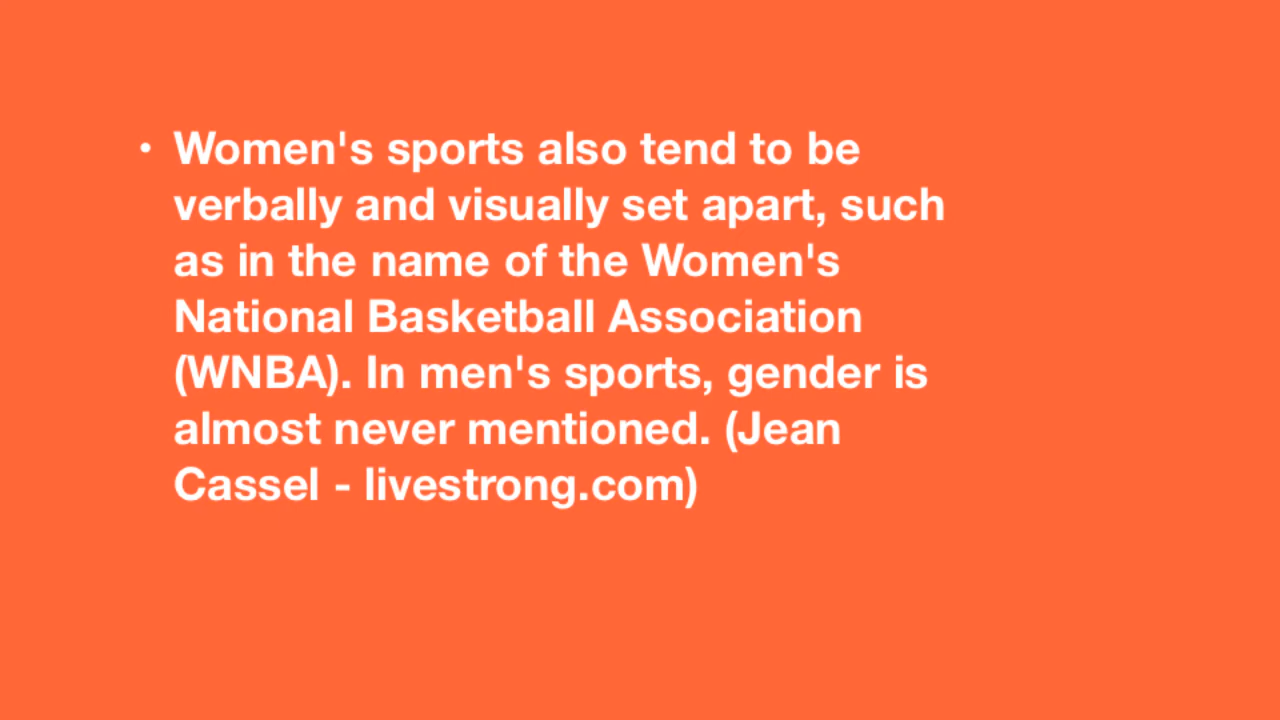 • Women's sports also tend to be
verbally and visually set apart, such
as in the name of the Women's
National Basketball Association
(WNBA). In men's sports, gender is
almost never mentioned. (Jean
Cassel - livestrong.com)